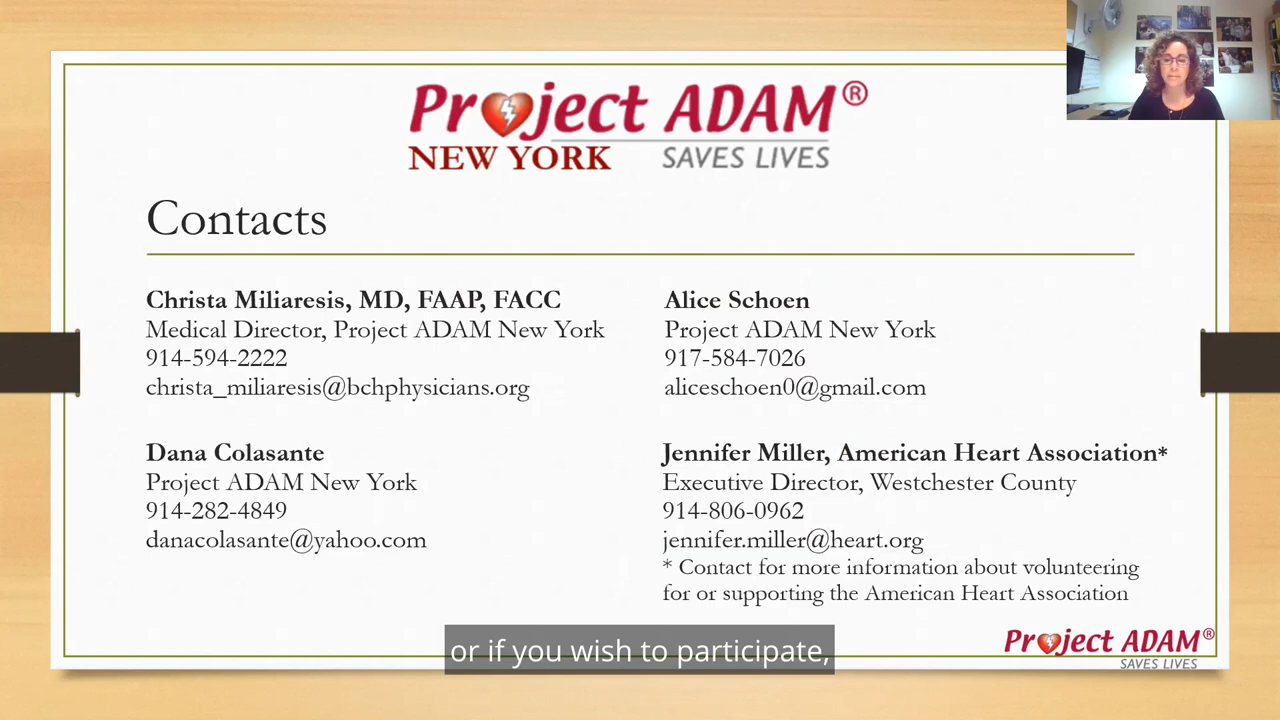 Project ADAM®
NEW YORK SAVES LIVES
Contacts
Christa Miliaresis, MD, FAAP, FACC
Medical Director, Project ADAM New York
914-594-2222
christa_miliaresis@bchphysicians.org
Alice Schoen
Project ADAM New York
917-584-7026
aliceschoen0@gmail.com
Dana Colasante
Project ADAM New York
914-282-4849
danacolasante@yahoo.com
Jennifer Miller, American Heart Association*
Executive Director, Westchester County
914-806-0962
jennifer.miller@heart.org
* Contact for more information about volunteering
for or supporting the American Heart Association
or if you wish to participate,
Project ADAM®
SAVES LIVES